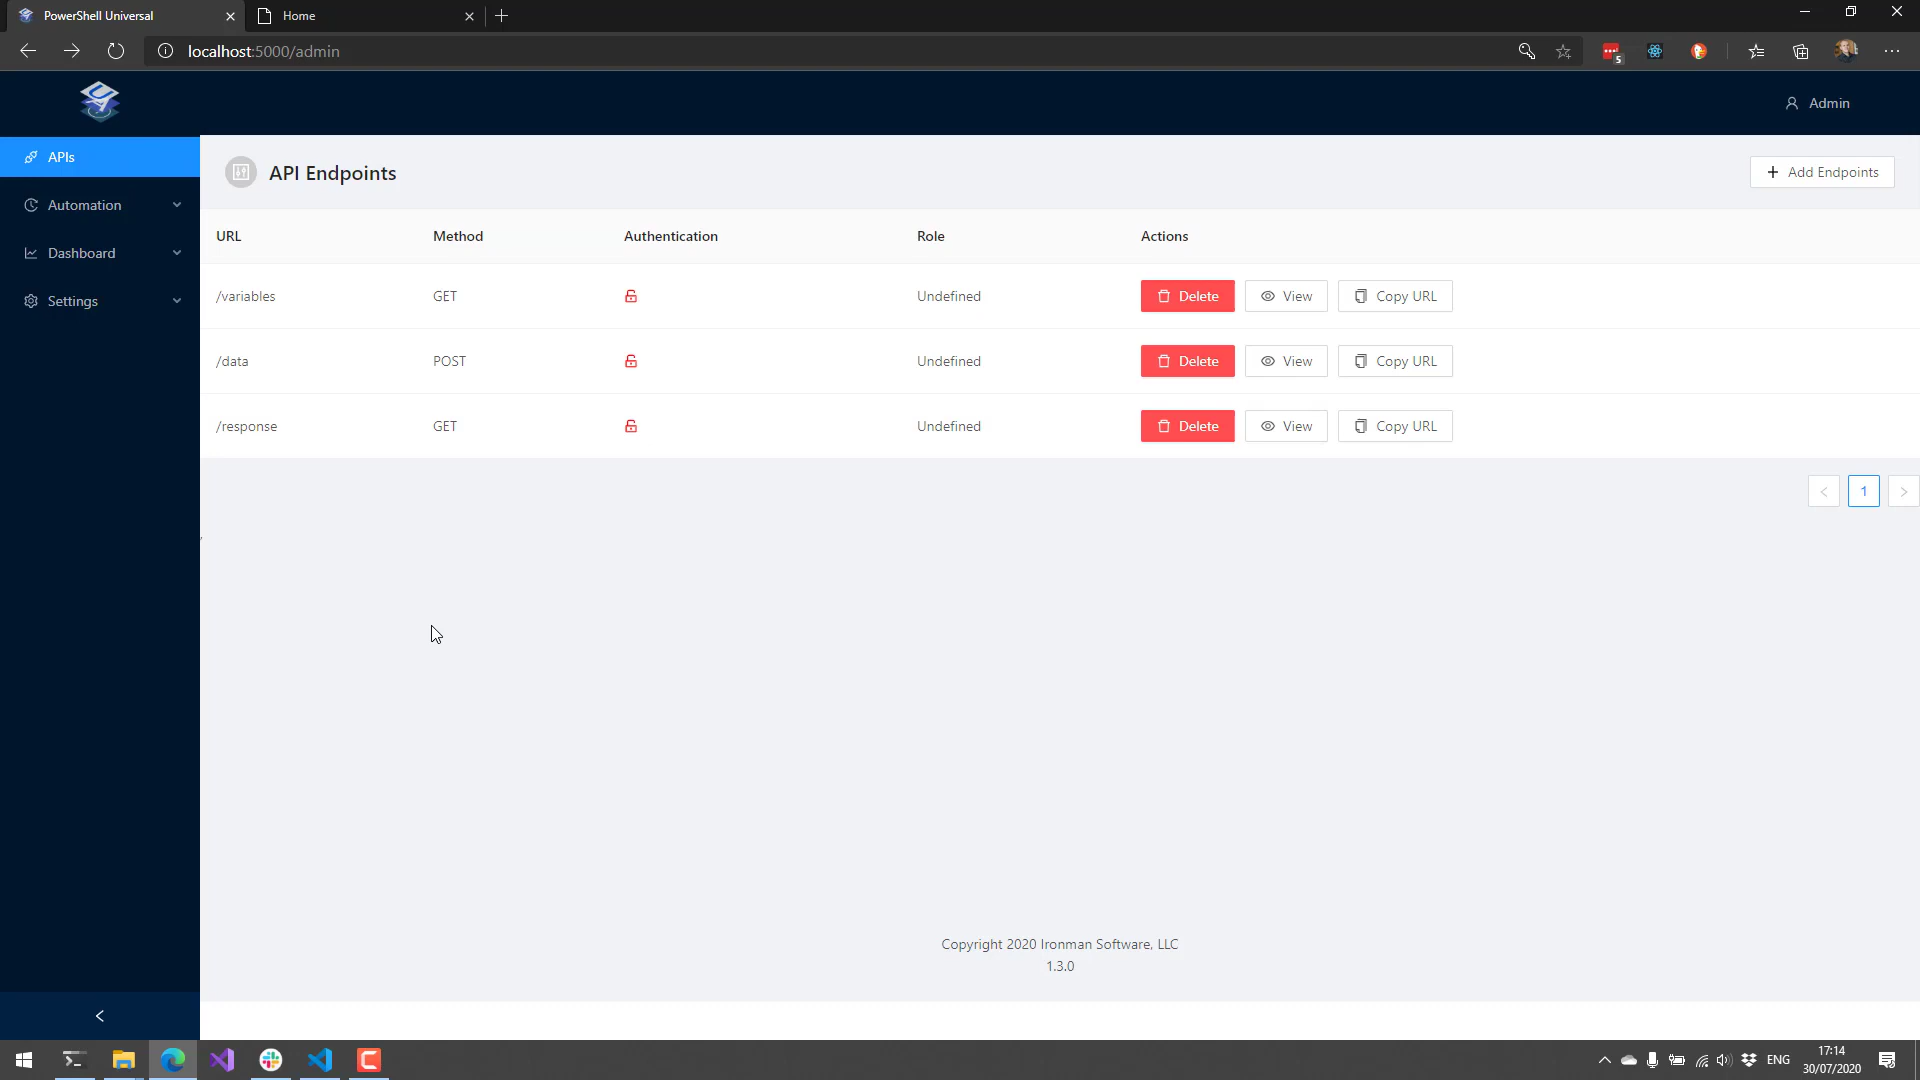 PowerShell Universal
Home
localhost:5000/admin
5
Admin
APIs
Automation
Dashboard
Settings
API Endpoints
Add Endpoints
URL Method Authentication Role Actions
/variables GET Undefined Delete View Copy URL
/data POST Undefined Delete View Copy URL
/response GET Undefined Delete View Copy URL
< 1 >
Copyright 2020 Ironman Software, LLC
1.3.0
ENG
17:14
30/07/2020